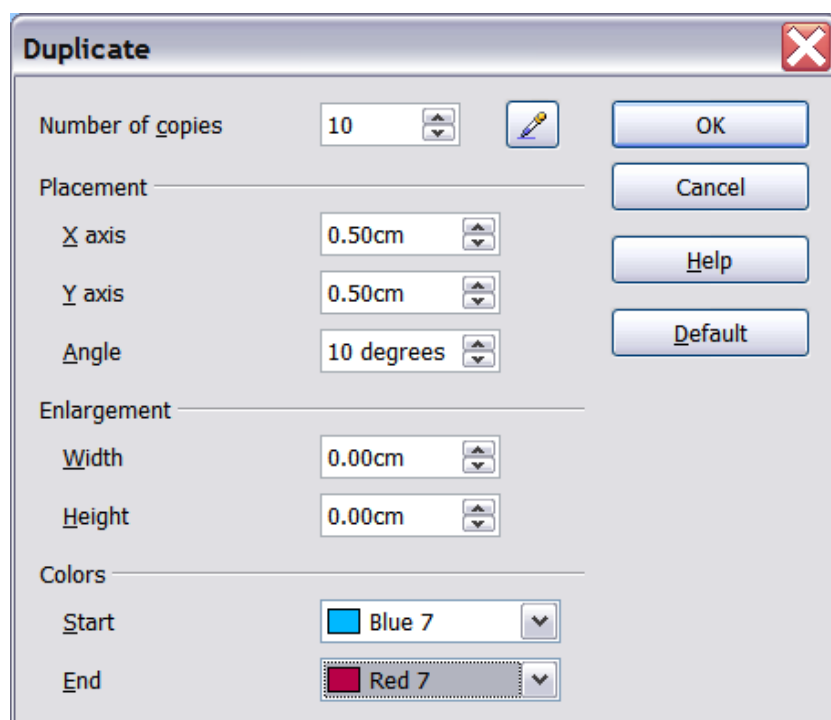 Duplicate
Number of copies 10 OK
Placement Cancel
X axis 0.50cm
Help
Y axis 0.50cm
Default
Angle 10 degrees
Enlargement
Width 0.00cm
Height 0.00cm
Colors
Start Blue 7
End Red 7